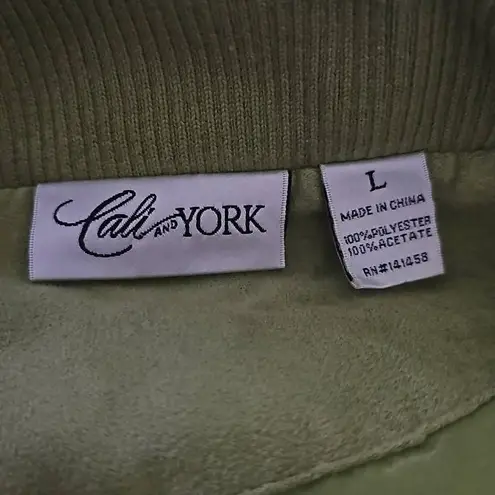 Cali AND YORK
L
MADE IN CHINA
100%POLYESTER
100%ACETATE
RN#141458